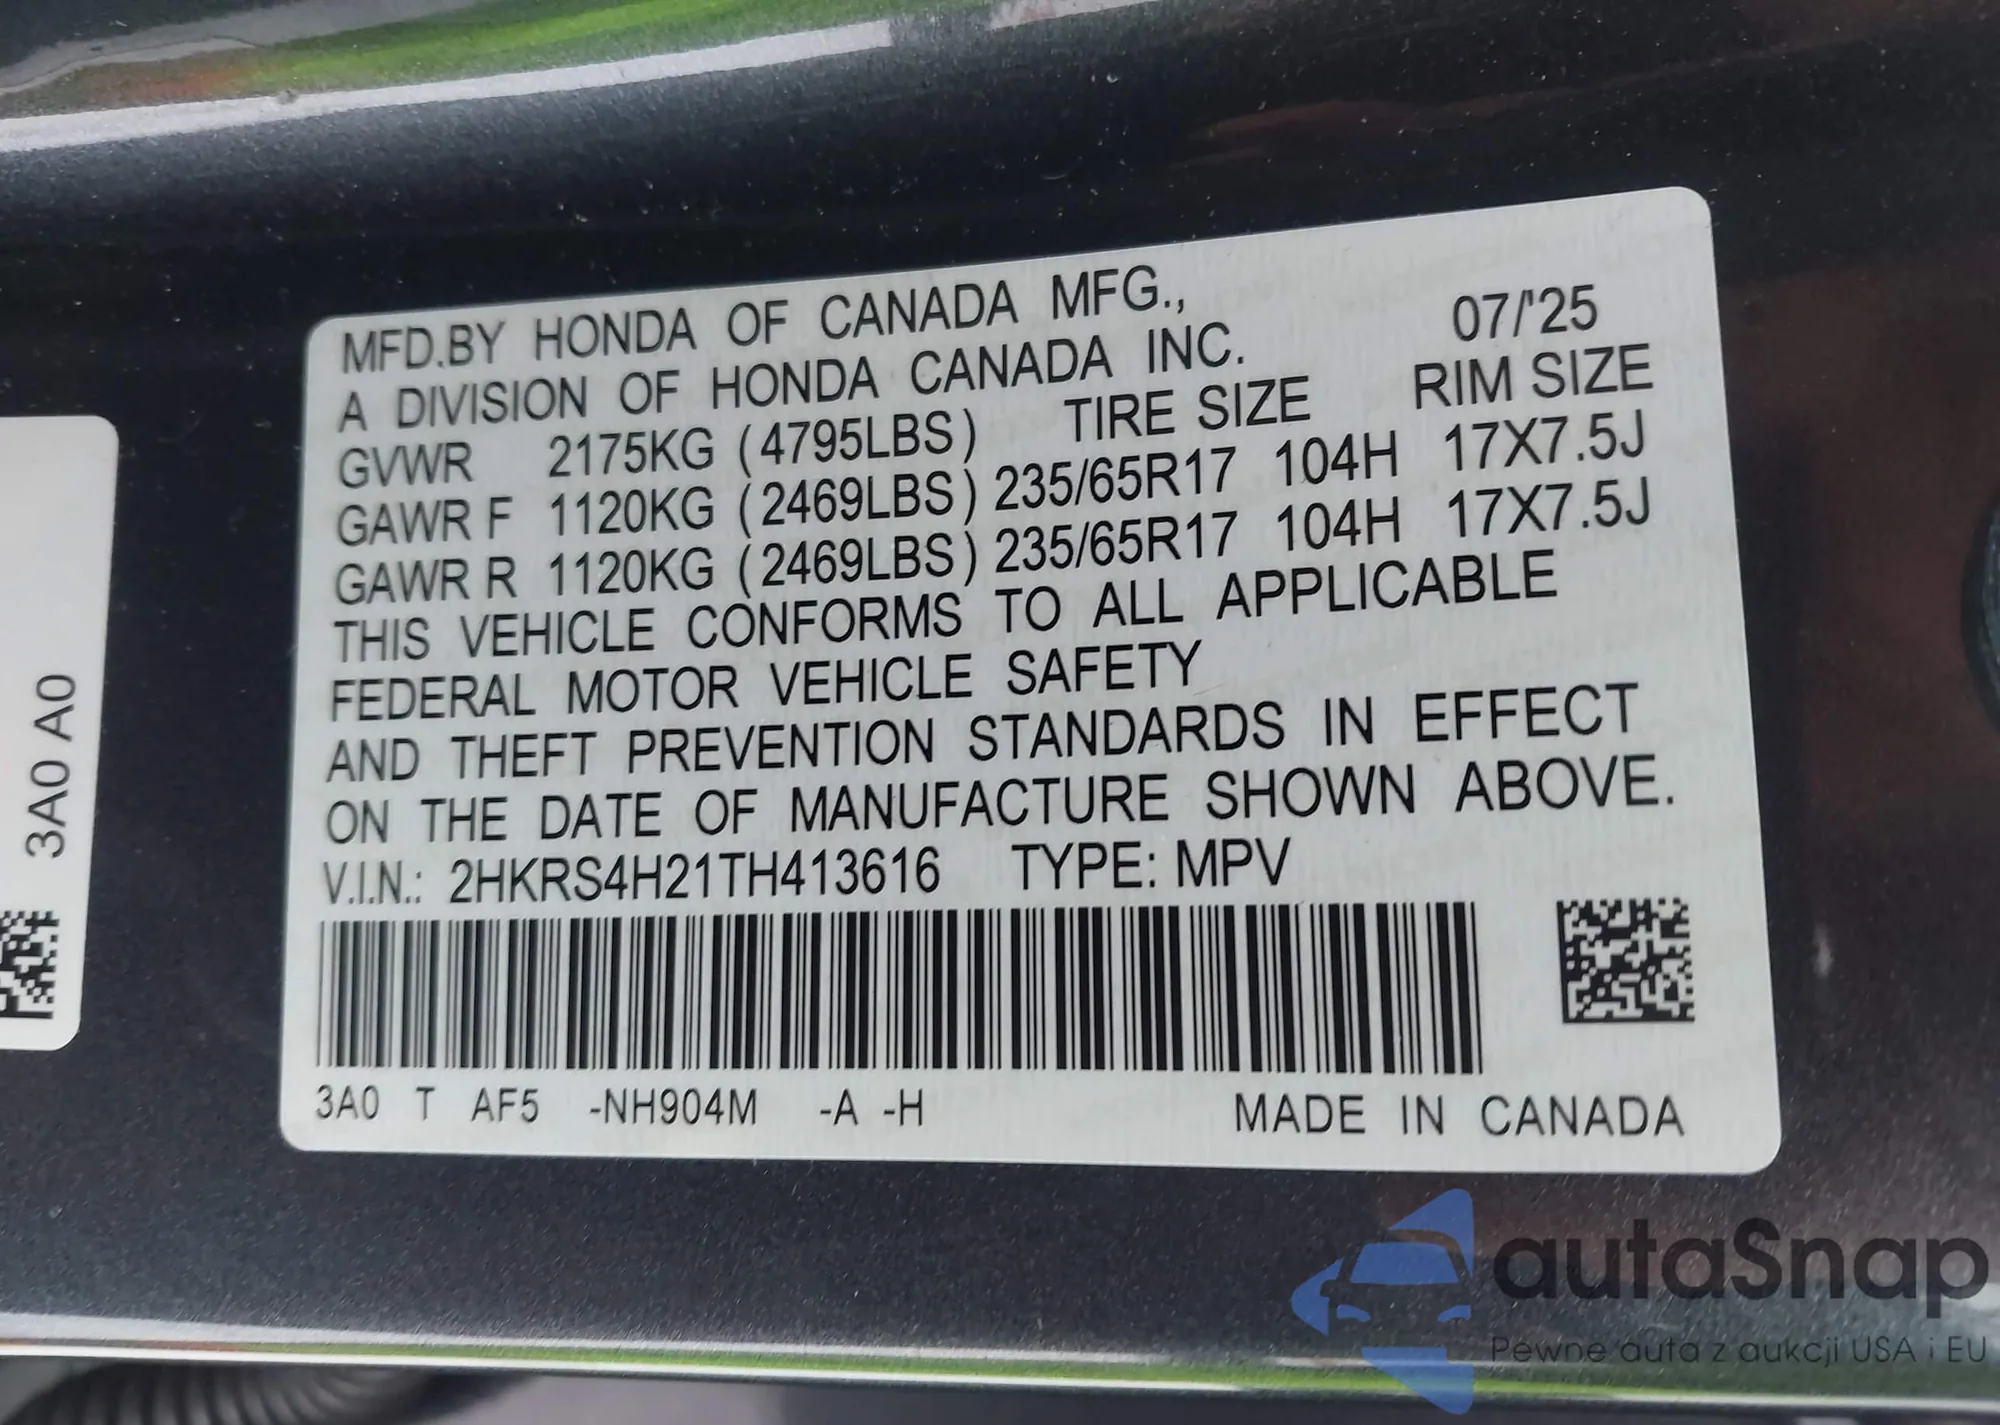 MFD.BY HONDA OF CANADA MFG.,
07/'25
A DIVISION OF HONDA CANADA INC.
GVWR 2175KG (4795LBS) TIRE SIZE RIM SIZE
GAWR F 1120KG (2469LBS) 235/65R17 104H 17X7.5J
GAWR R 1120KG (2469LBS) 235/65R17 104H 17X7.5J
THIS VEHICLE CONFORMS TO ALL APPLICABLE
FEDERAL MOTOR VEHICLE SAFETY
AND THEFT PREVENTION STANDARDS IN EFFECT
ON THE DATE OF MANUFACTURE SHOWN ABOVE.
V.I.N.: 2HKRS4H21TH413616 TYPE: MPV
3A0 T AF5 -NH904M -A -H MADE IN CANADA
3A0 A0
autaSnap
Pewne auta z aukcji USA i EU